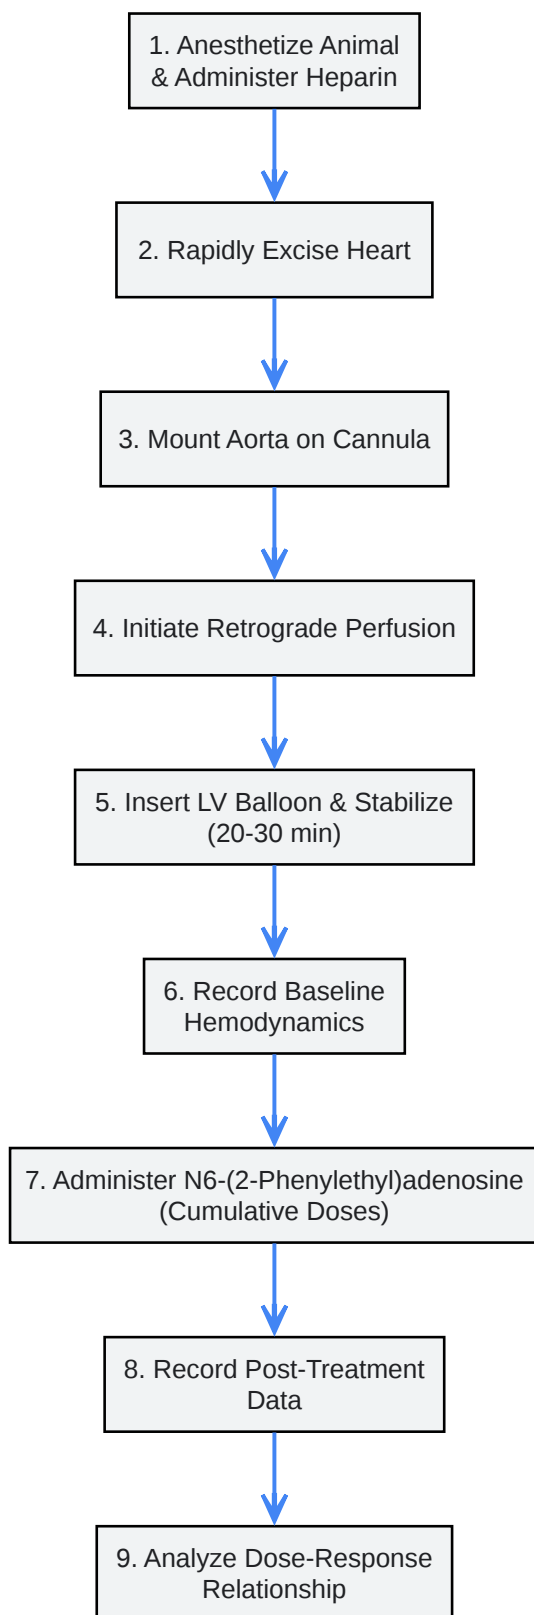 1. Anesthetize Animal
& Administer Heparin
2. Rapidly Excise Heart
3. Mount Aorta on Cannula
4. Initiate Retrograde Perfusion
5. Insert LV Balloon & Stabilize
(20-30 min)
6. Record Baseline
Hemodynamics
7. Administer N6-(2-Phenylethyl)adenosine
(Cumulative Doses)
8. Record Post-Treatment
Data
9. Analyze Dose-Response
Relationship